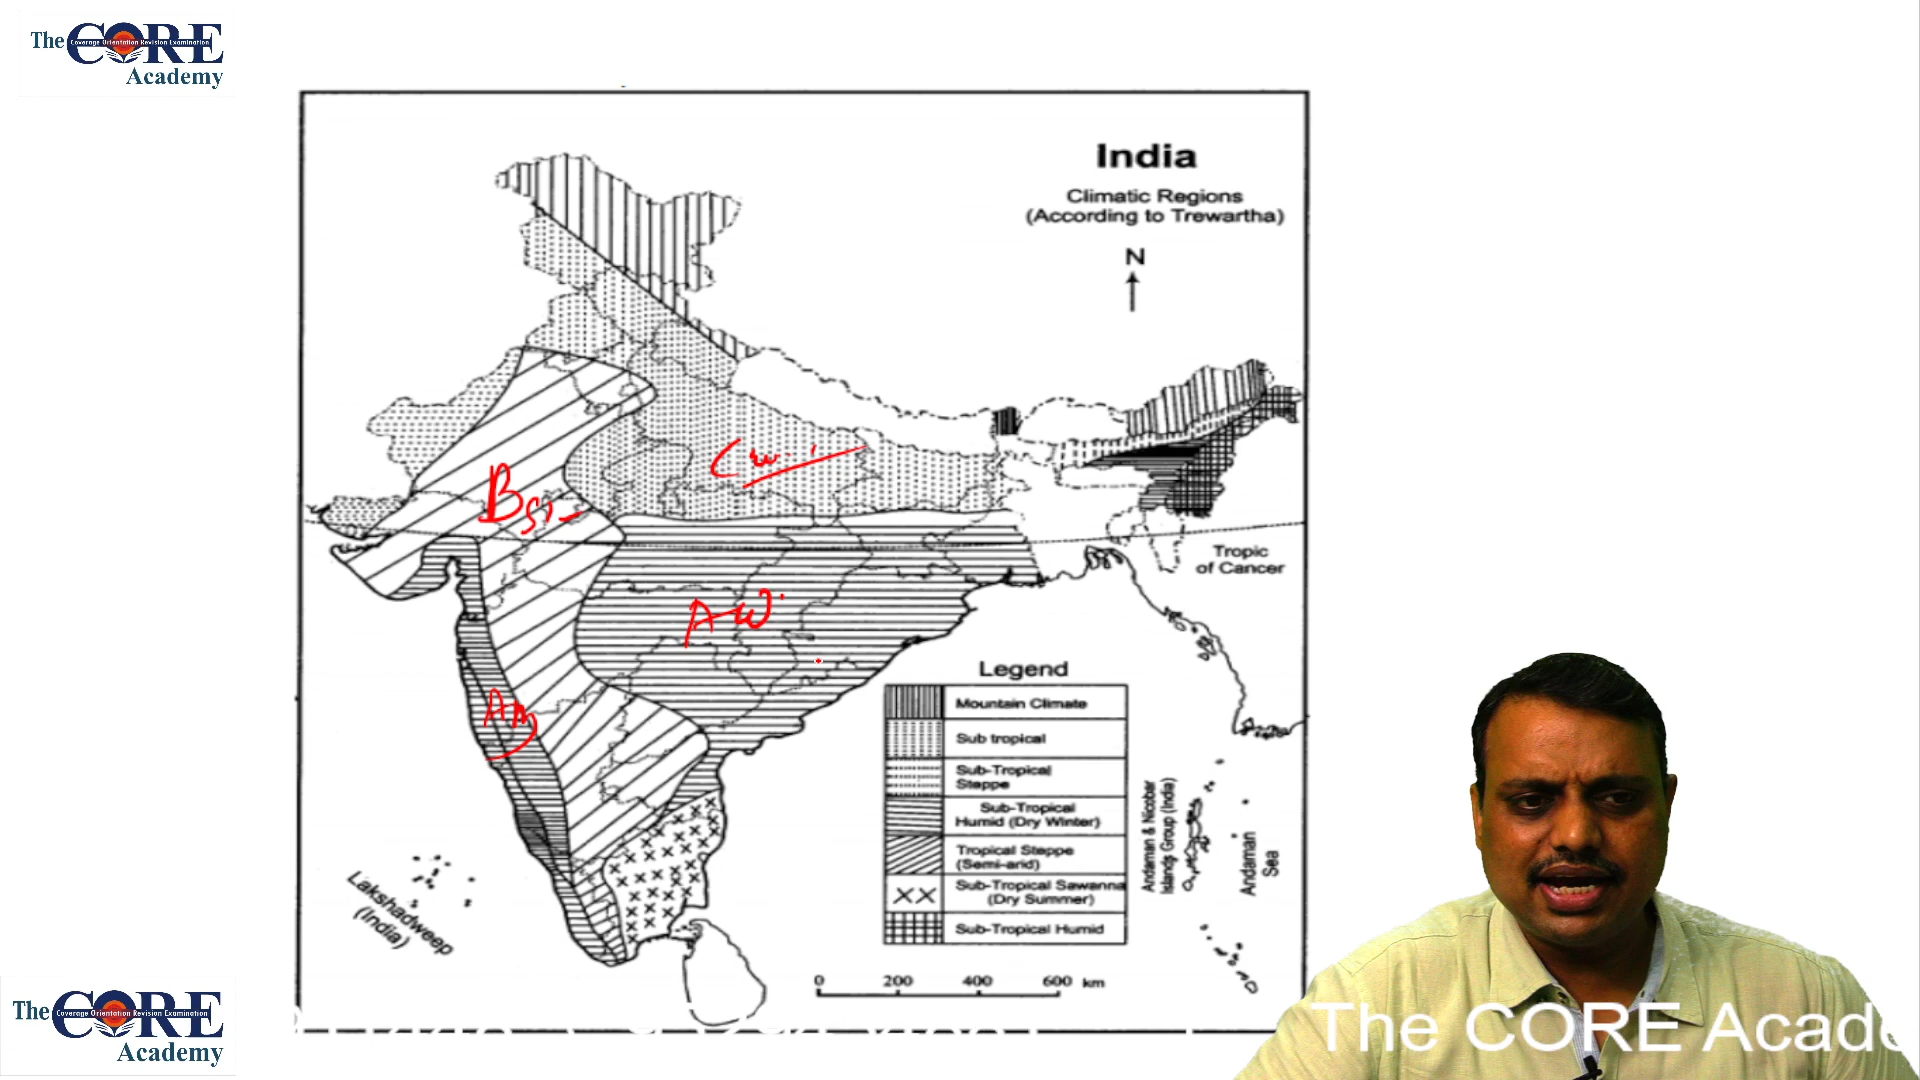 The CORE
Coverage Orientation Revision Examination
Academy
India
Climatic Regions
(According to Trewartha)
N
Cw
Bs
Tropic
of Cancer
Aw
Am
Legend
Mountain Climate
Sub tropical
Sub-Tropical
Steppe
Sub-Tropical
Humid (Dry Winter)
Tropical Steppe
(Semi-arid)
Sub-Tropical Sawanna
(Dry Summer)
Sub-Tropical Humid
Andaman & Nicobar
Islands Group (India)
Andaman
Sea
Lakshadweep
(India)
0 200 400 600 km
The CORE
Coverage Orientation Revision Examination
Academy
The CORE Acade